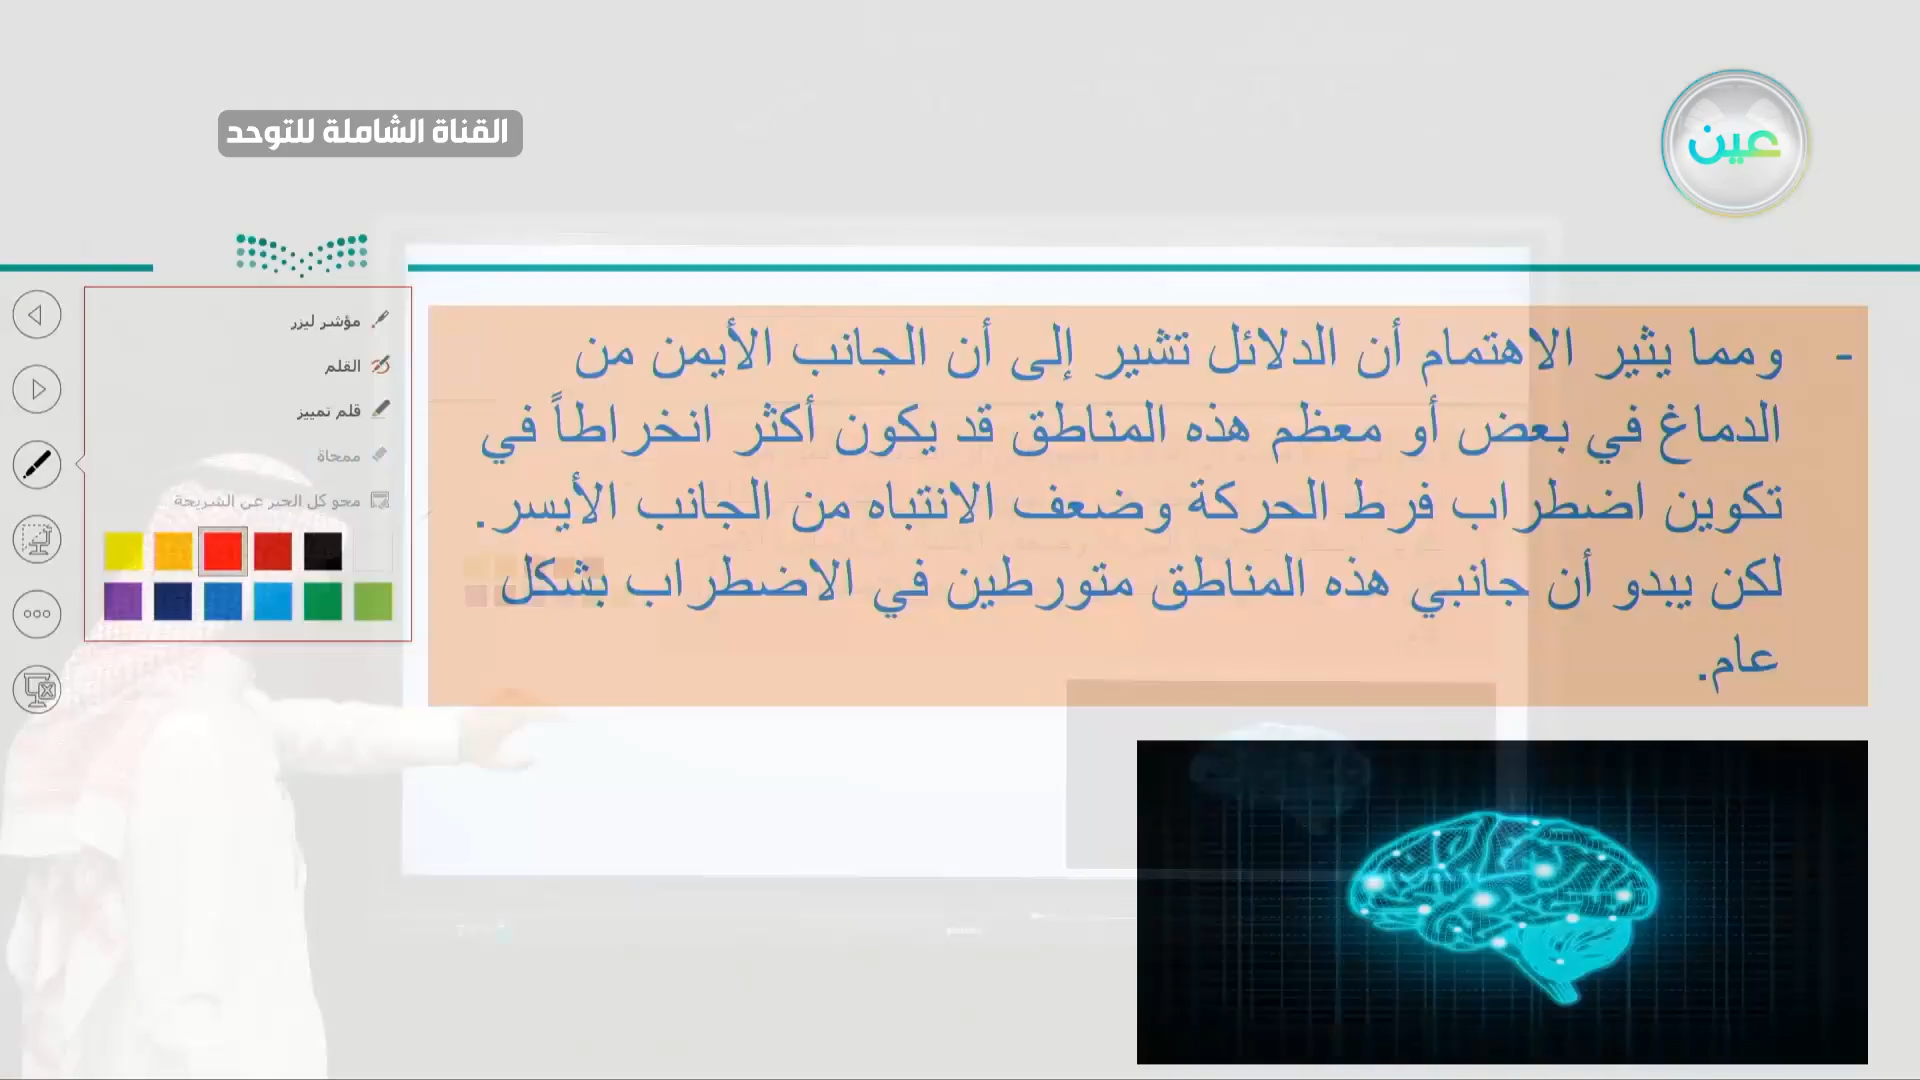 القناة الشاملة للتوحد
عين
مؤشر ليزر
القلم
قلم تمييز
ممحاة
محو كل الحبر عن الشريحة
- ومما يثير الاهتمام أن الدلائل تشير إلى أن الجانب الأيمن من
الدماغ في بعض أو معظم هذه المناطق قد يكون أكثر انخراطاً في
تكوين اضطراب فرط الحركة وضعف الانتباه من الجانب الأيسر.
لكن يبدو أن جانبي هذه المناطق متورطين في الاضطراب بشكل
عام.